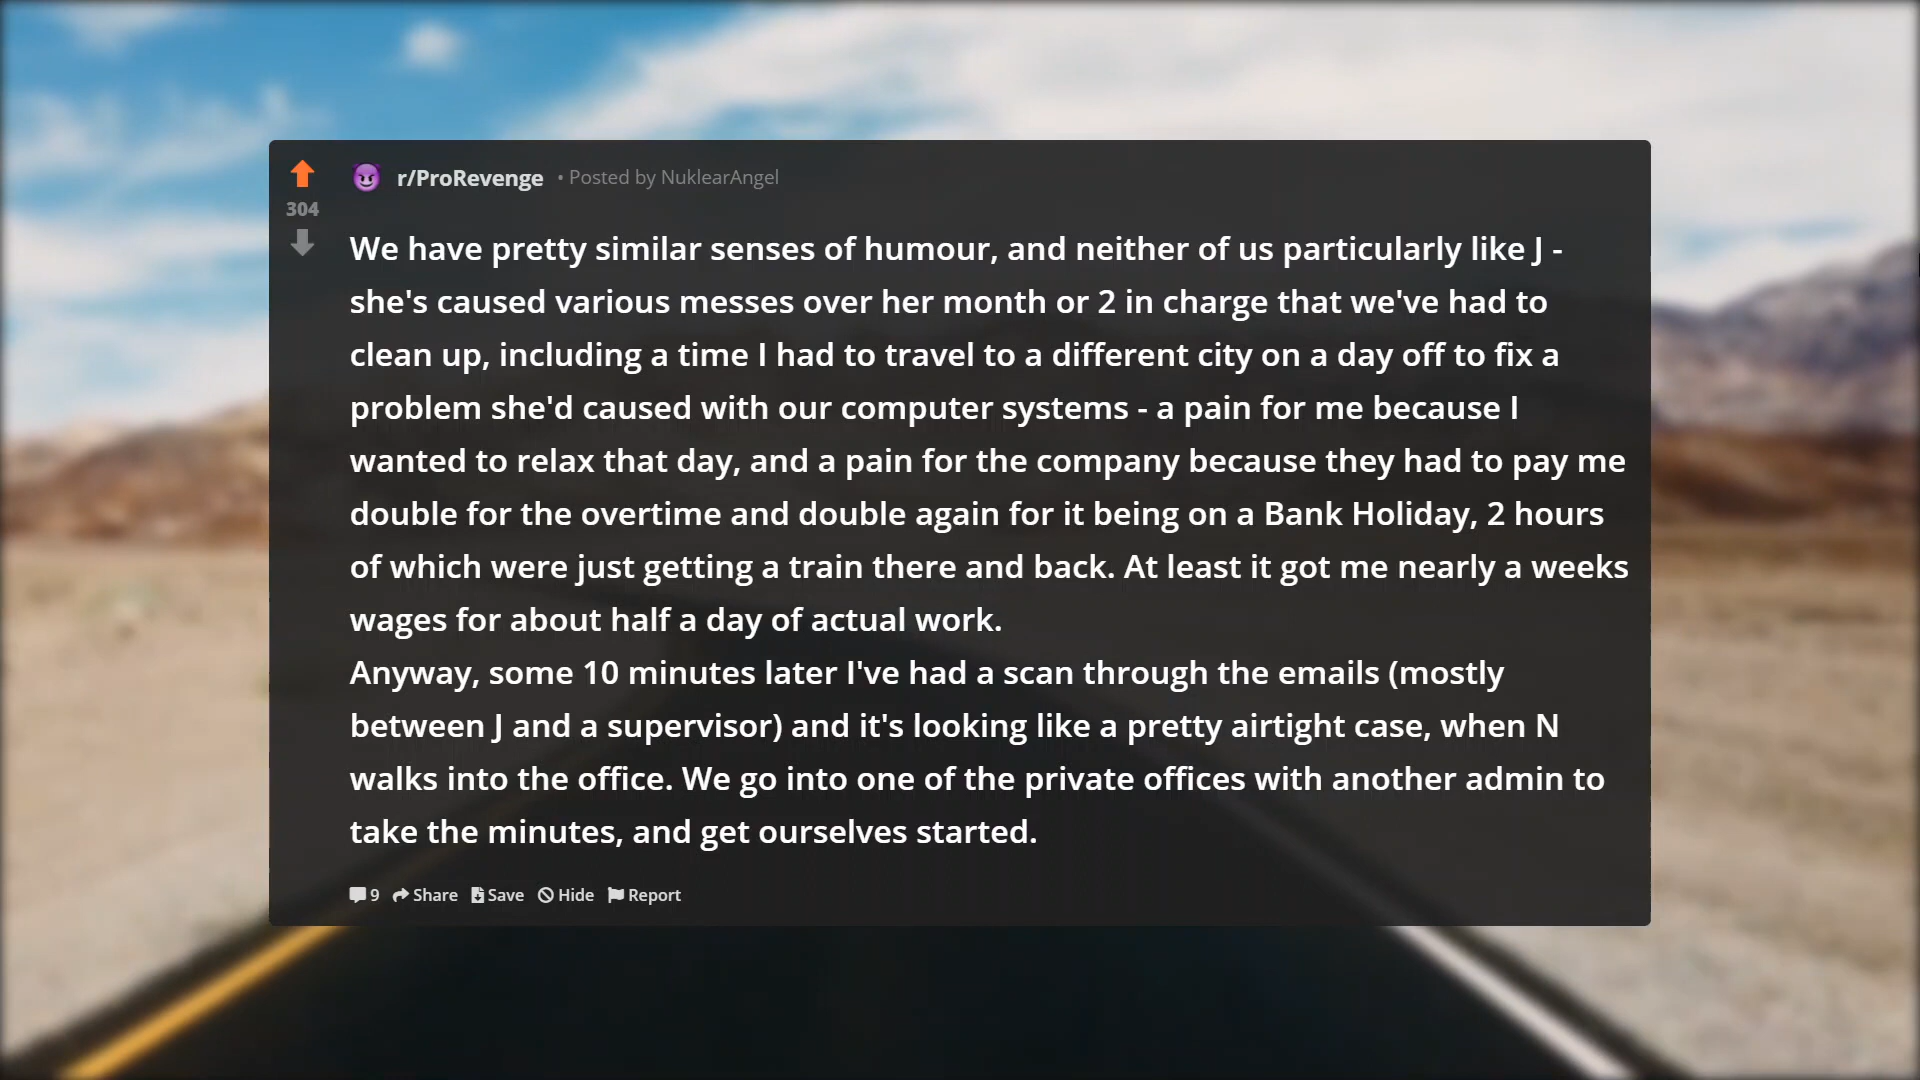 r/ProRevenge • Posted by NuklearAngel
304
We have pretty similar senses of humour, and neither of us particularly like J -
she's caused various messes over her month or 2 in charge that we've had to
clean up, including a time I had to travel to a different city on a day off to fix a
problem she'd caused with our computer systems - a pain for me because I
wanted to relax that day, and a pain for the company because they had to pay me
double for the overtime and double again for it being on a Bank Holiday, 2 hours
of which were just getting a train there and back. At least it got me nearly a weeks
wages for about half a day of actual work.
Anyway, some 10 minutes later I've had a scan through the emails (mostly
between J and a supervisor) and it's looking like a pretty airtight case, when N
walks into the office. We go into one of the private offices with another admin to
take the minutes, and get ourselves started.
9 Share Save Hide Report